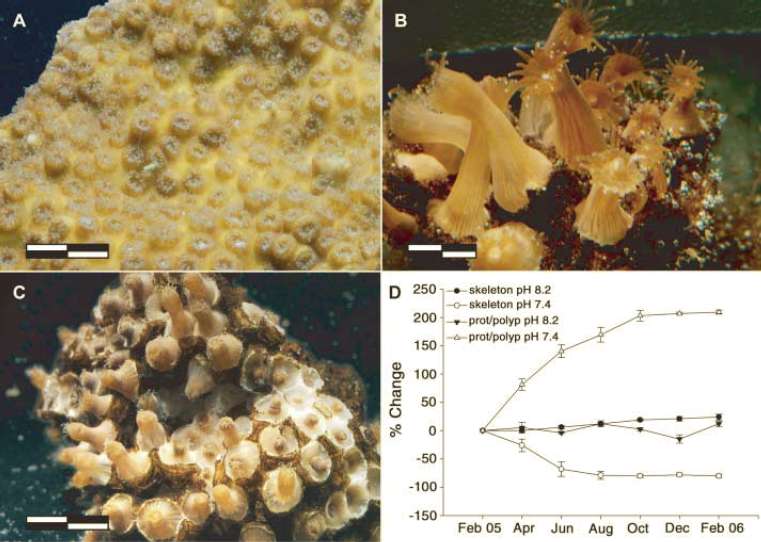 A
B
C
D
250
200
150
100
50
0
-50
-100
-150
% Change
skeleton pH 8.2
skeleton pH 7.4
prot/polyp pH 8.2
prot/polyp pH 7.4
Feb 05 Apr Jun Aug Oct Dec Feb 06